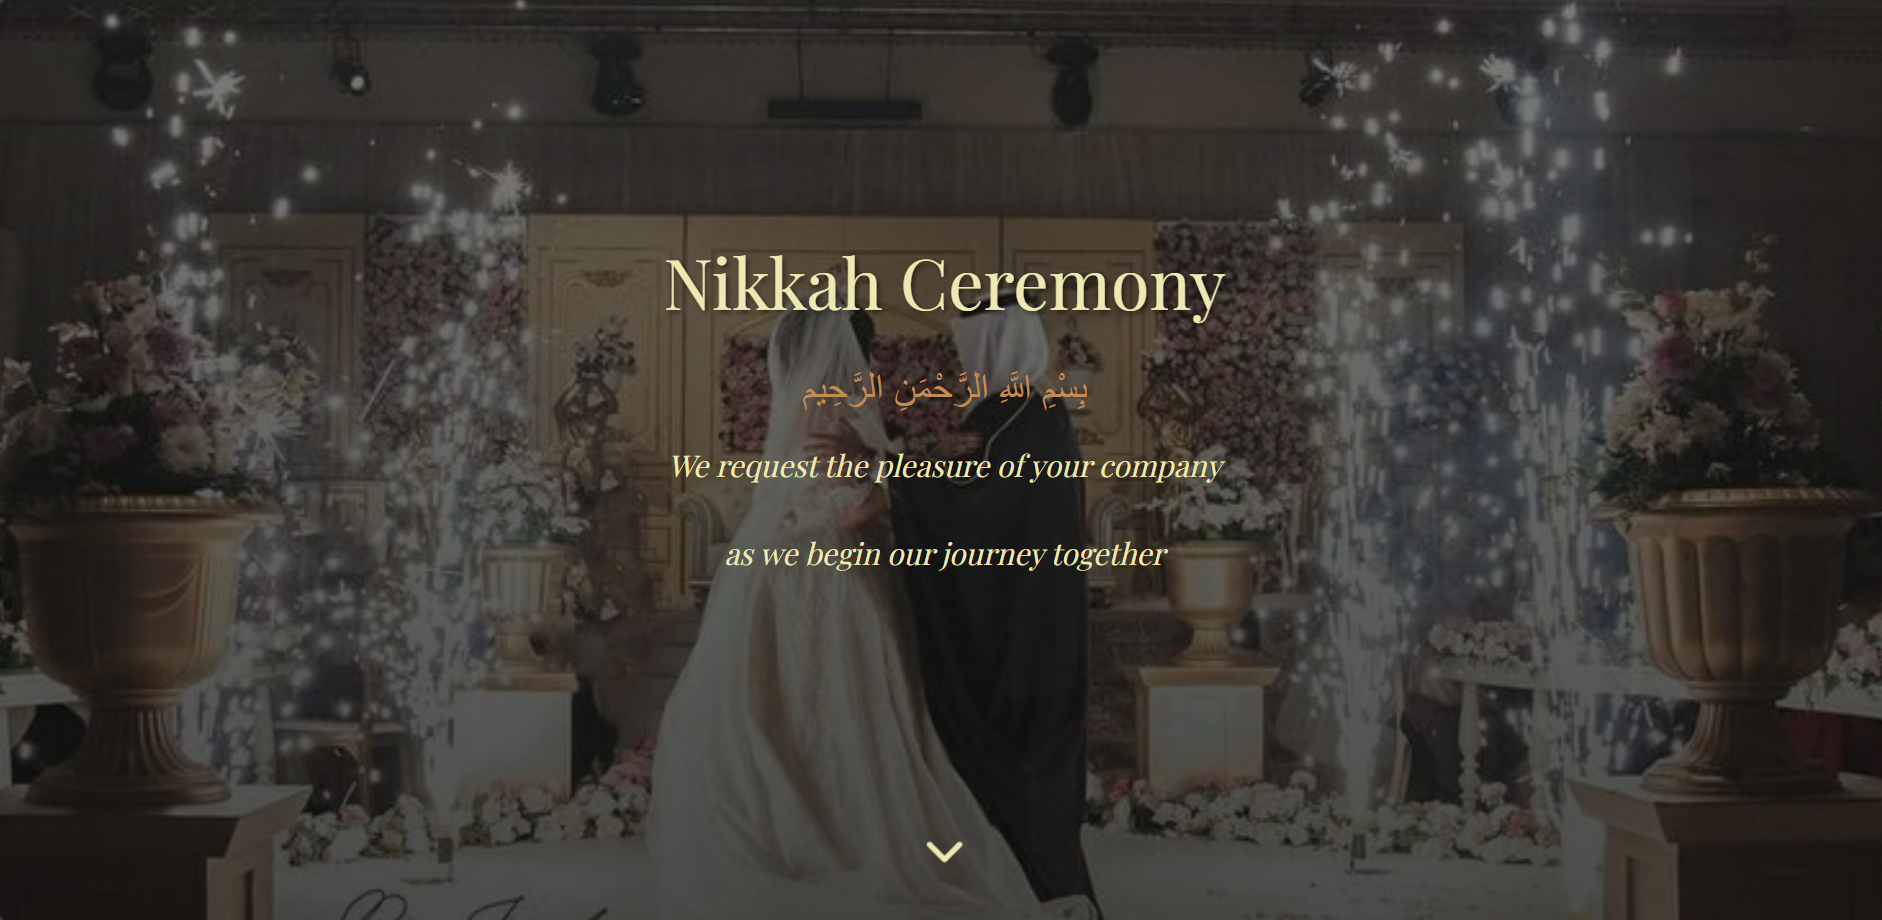 Nikkah Ceremony
بِسْمِ اللَّهِ الرَّحْمَنِ الرَّحِيم
We request the pleasure of your company
as we begin our journey together